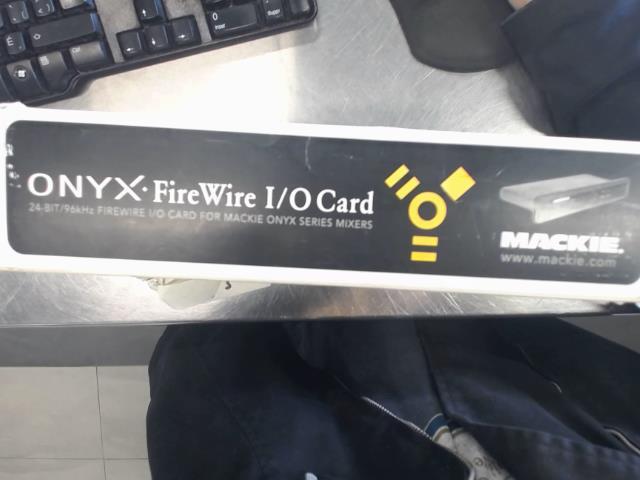 ONYX· FireWire I/O Card
24-BIT/96kHz FIREWIRE I/O CARD FOR MACKIE ONYX SERIES MIXERS
MACKIE.
www.mackie.com